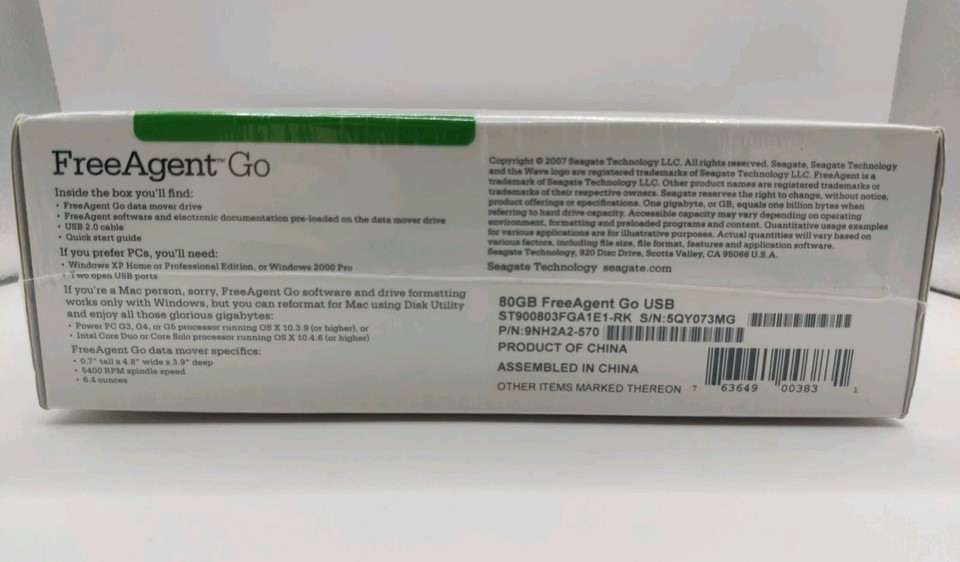 FreeAgent™ Go
Inside the box you'll find:
• FreeAgent Go data mover drive
• FreeAgent software and electronic documentation pre-loaded on the data mover drive
• USB 2.0 cable
• Quick start guide
If you prefer PCs, you'll need:
• Windows XP Home or Professional Edition, or Windows 2000 Pro
• Two open USB ports
If you're a Mac person, sorry, FreeAgent Go software and drive formatting
works only with Windows, but you can reformat for Mac using Disk Utility
and enjoy all those glorious gigabytes:
• Power PC G3, G4, or G5 processor running OS X 10.3.9 (or higher), or
• Intel Core Duo or Core Solo processor running OS X 10.4.6 (or higher)
FreeAgent Go data mover specifics:
• 0.7" tall x 4.8" wide x 3.9" deep
• 5400 RPM spindle speed
• 6.4 ounces
Copyright © 2007 Seagate Technology LLC. All rights reserved. Seagate, Seagate Technology
and the Wave logo are registered trademarks of Seagate Technology LLC. FreeAgent is a
trademark of Seagate Technology LLC. Other product names are registered trademarks or
trademarks of their respective owners. Seagate reserves the right to change, without notice,
product offerings or specifications. One gigabyte, or GB, equals one billion bytes when
referring to hard drive capacity. Accessible capacity may vary depending on operating
environment, formatting and preloaded programs and content. Quantitative usage examples
for various applications are for illustrative purposes. Actual quantities will vary based on
various factors, including file size, file format, features and application software.
Seagate Technology, 920 Disc Drive, Scotts Valley, CA 95066 U.S.A.
Seagate Technology seagate.com
80GB FreeAgent Go USB
ST900803FGA1E1-RK S/N:5QY073MG
P/N:9NH2A2-570
PRODUCT OF CHINA
ASSEMBLED IN CHINA
OTHER ITEMS MARKED THEREON
7 63649 00383 1